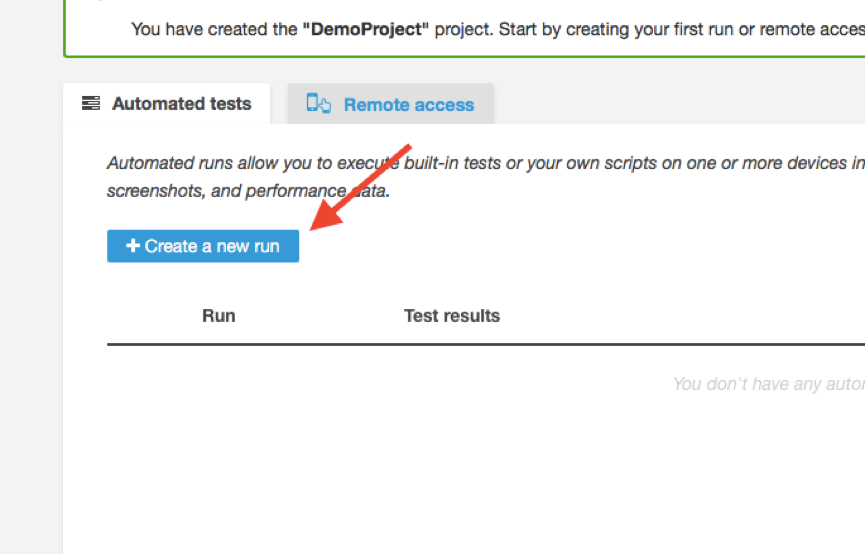 You have created the "DemoProject" project. Start by creating your first run or remote acces
Automated tests
Remote access
Automated runs allow you to execute built-in tests or your own scripts on one or more devices in
screenshots, and performance data.
Create a new run
Run Test results
You don't have any autor